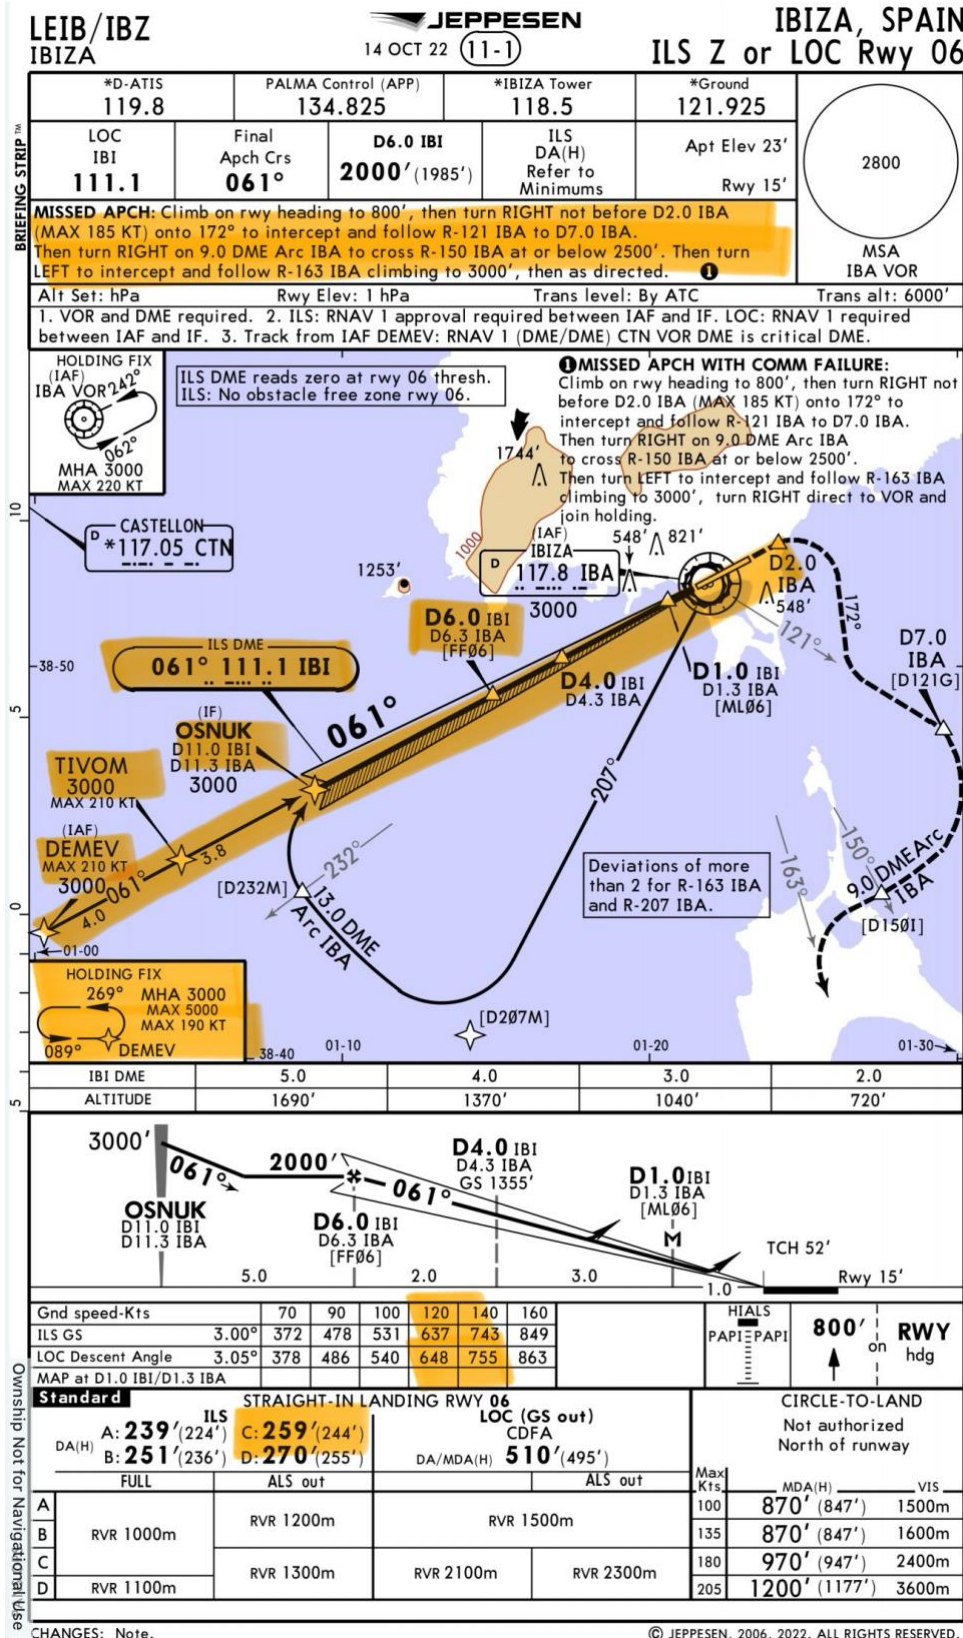 LEIB/IBZ
IBIZA
JEPPESEN
14 OCT 22 11-1
IBIZA, SPAIN
ILS Z or LOC Rwy 06
BRIEFING STRIP™
*D-ATIS
119.8
PALMA Control (APP)
134.825
*IBIZA Tower
118.5
*Ground
121.925
LOC
IBI
111.1
Final
Apch Crs
061°
D6.0 IBI
2000' (1985')
ILS
DA(H)
Refer to
Minimums
Apt Elev 23'
Rwy 15'
2800
MSA
IBA VOR
MISSED APCH: Climb on rwy heading to 800', then turn RIGHT not before D2.0 IBA
(MAX 185 KT) onto 172° to intercept and follow R-121 IBA to D7.0 IBA.
Then turn RIGHT on 9.0 DME Arc IBA to cross R-150 IBA at or below 2500'. Then turn
LEFT to intercept and follow R-163 IBA climbing to 3000', then as directed. 1
Alt Set: hPa Rwy Elev: 1 hPa Trans level: By ATC Trans alt: 6000'
1. VOR and DME required. 2. ILS: RNAV 1 approval required between IAF and IF. LOC: RNAV 1 required
between IAF and IF. 3. Track from IAF DEMEV: RNAV 1 (DME/DME) CTN VOR DME is critical DME.
HOLDING FIX
(IAF)
IBA VOR 242°
062°
MHA 3000
MAX 220 KT
ILS DME reads zero at rwy 06 thresh.
ILS: No obstacle free zone rwy 06.
1 MISSED APCH WITH COMM FAILURE:
Climb on rwy heading to 800', then turn RIGHT not
before D2.0 IBA (MAX 185 KT) onto 172° to
intercept and follow R-121 IBA to D7.0 IBA.
Then turn RIGHT on 9.0 DME Arc IBA
to cross R-150 IBA at or below 2500'.
Then turn LEFT to intercept and follow R-163 IBA
climbing to 3000', turn RIGHT direct to VOR and
join holding.
1744'
1000
10
CASTELLON
D *117.05 CTN
1253'
(IAF)
IBIZA
D 117.8 IBA
3000
548' 821'
D2.0
IBA
548'
172°
121°
D7.0
IBA
[D121G]
D6.0 IBI
D6.3 IBA
[FF06]
ILS DME
061° 111.1 IBI
38-50
5
D4.0 IBI
D4.3 IBA
D1.0 IBI
D1.3 IBA
[ML06]
061°
(IF)
OSNUK
D11.0 IBI
D11.3 IBA
3000
TIVOM
3000
MAX 210 KT
(IAF)
DEMEV
MAX 210 KT
3000
061°
3.8
4.0
01-00
0
207°
232°
[D232M]
13.0 DME
Arc IBA
Deviations of more
than 2 for R-163 IBA
and R-207 IBA.
163°
150°
9.0 DME Arc
IBA
[D150I]
[D207M]
HOLDING FIX
269° MHA 3000
MAX 5000
MAX 190 KT
089° DEMEV
38-40
01-10
01-20
01-30
5
IBI DME 5.0 4.0 3.0 2.0
ALTITUDE 1690' 1370' 1040' 720'
3000'
061°
2000'
OSNUK
D11.0 IBI
D11.3 IBA
D6.0 IBI
D6.3 IBA
[FF06]
061°
D4.0 IBI
D4.3 IBA
GS 1355'
D1.0 IBI
D1.3 IBA
[ML06]
M
TCH 52'
Rwy 15'
5.0 2.0 3.0 1.0
Gnd speed-Kts 70 90 100 120 140 160
ILS GS 3.00° 372 478 531 637 743 849
LOC Descent Angle 3.05° 378 486 540 648 755 863
MAP at D1.0 IBI/D1.3 IBA
HIALS
PAPI PAPI
800' on RWY hdg
Standard
STRAIGHT-IN LANDING RWY 06
ILS
DA(H)
A: 239' (224') C: 259' (244')
B: 251' (236') D: 270' (255')
LOC (GS out)
CDFA
DA/MDA(H) 510' (495')
FULL ALS out ALS out
A
B
C
D
RVR 1000m
RVR 1100m
RVR 1200m
RVR 1300m
RVR 1500m
RVR 2100m
RVR 2300m
CIRCLE-TO-LAND
Not authorized
North of runway
Max
Kts MDA(H) VIS
100 870' (847') 1500m
135 870' (847') 1600m
180 970' (947') 2400m
205 1200' (1177') 3600m
Ownship Not for Navigational Use
CHANGES: Note.
© JEPPESEN, 2006, 2022. ALL RIGHTS RESERVED.